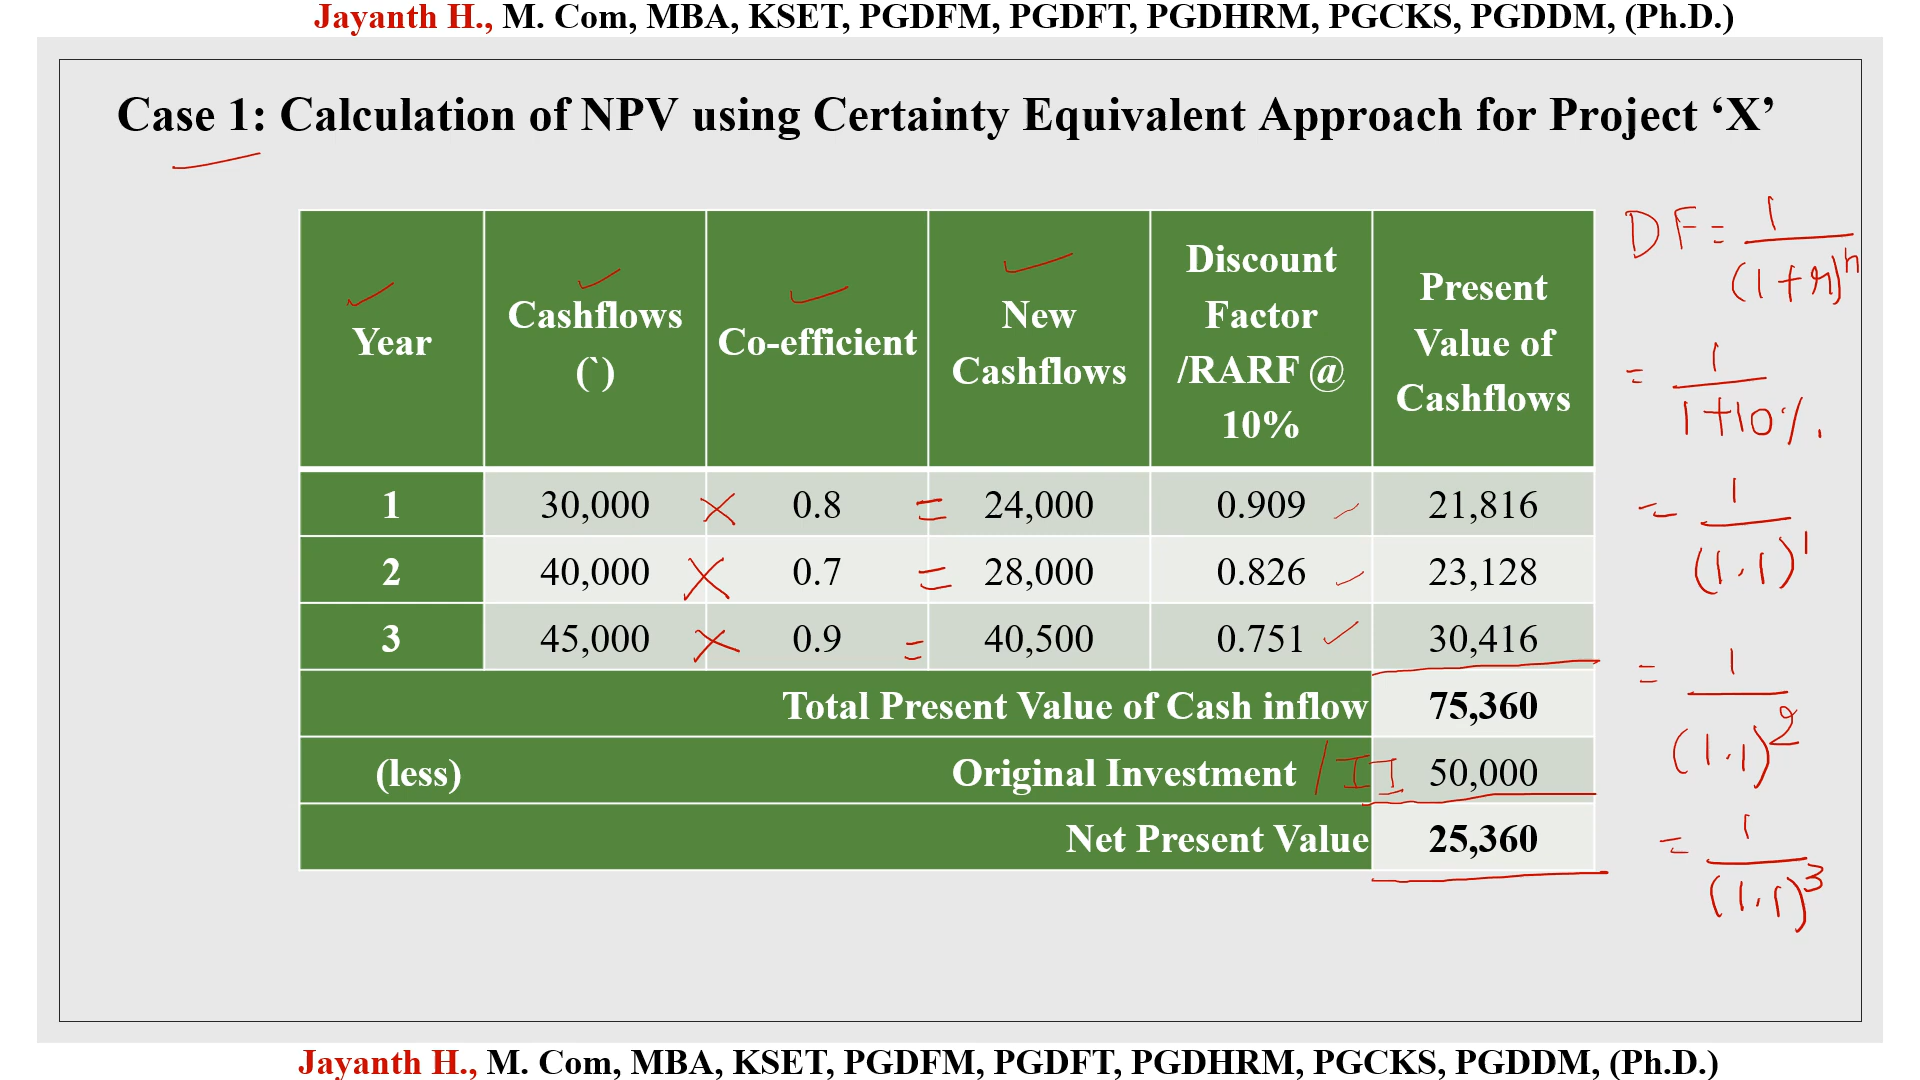 Jayanth H., M. Com, MBA, KSET, PGDFM, PGDFT, PGDHRM, PGCKS, PGDDM, (Ph.D.)
Case 1: Calculation of NPV using Certainty Equivalent Approach for Project ‘X’
Year Cashflows (`) Co-efficient New Cashflows Discount Factor /RARF @ 10% Present Value of Cashflows
1 30,000 × 0.8 = 24,000 0.909 21,816
2 40,000 × 0.7 = 28,000 0.826 23,128
3 45,000 × 0.9 = 40,500 0.751 30,416
Total Present Value of Cash inflow 75,360
(less) Original Investment / II 50,000
Net Present Value 25,360
DF = 1/(1+r)^n
= 1/1+10%.
= 1/(1.1)^1
= 1/(1.1)^2
= 1/(1.1)^3
Jayanth H., M. Com, MBA, KSET, PGDFM, PGDFT, PGDHRM, PGCKS, PGDDM, (Ph.D.)